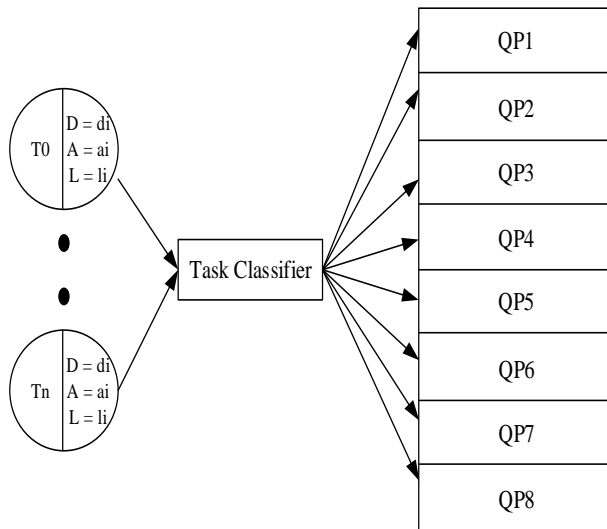 T0
D = di
A = ai
L = li
Tn
D = di
A = ai
L = li
Task Classifier
QP1
QP2
QP3
QP4
QP5
QP6
QP7
QP8